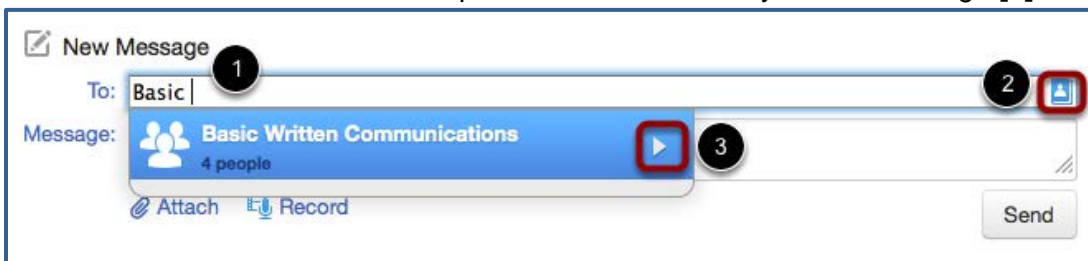 New Message
1
To: Basic
2
Message: Basic Written Communications
4 people
3
Attach Record
Send